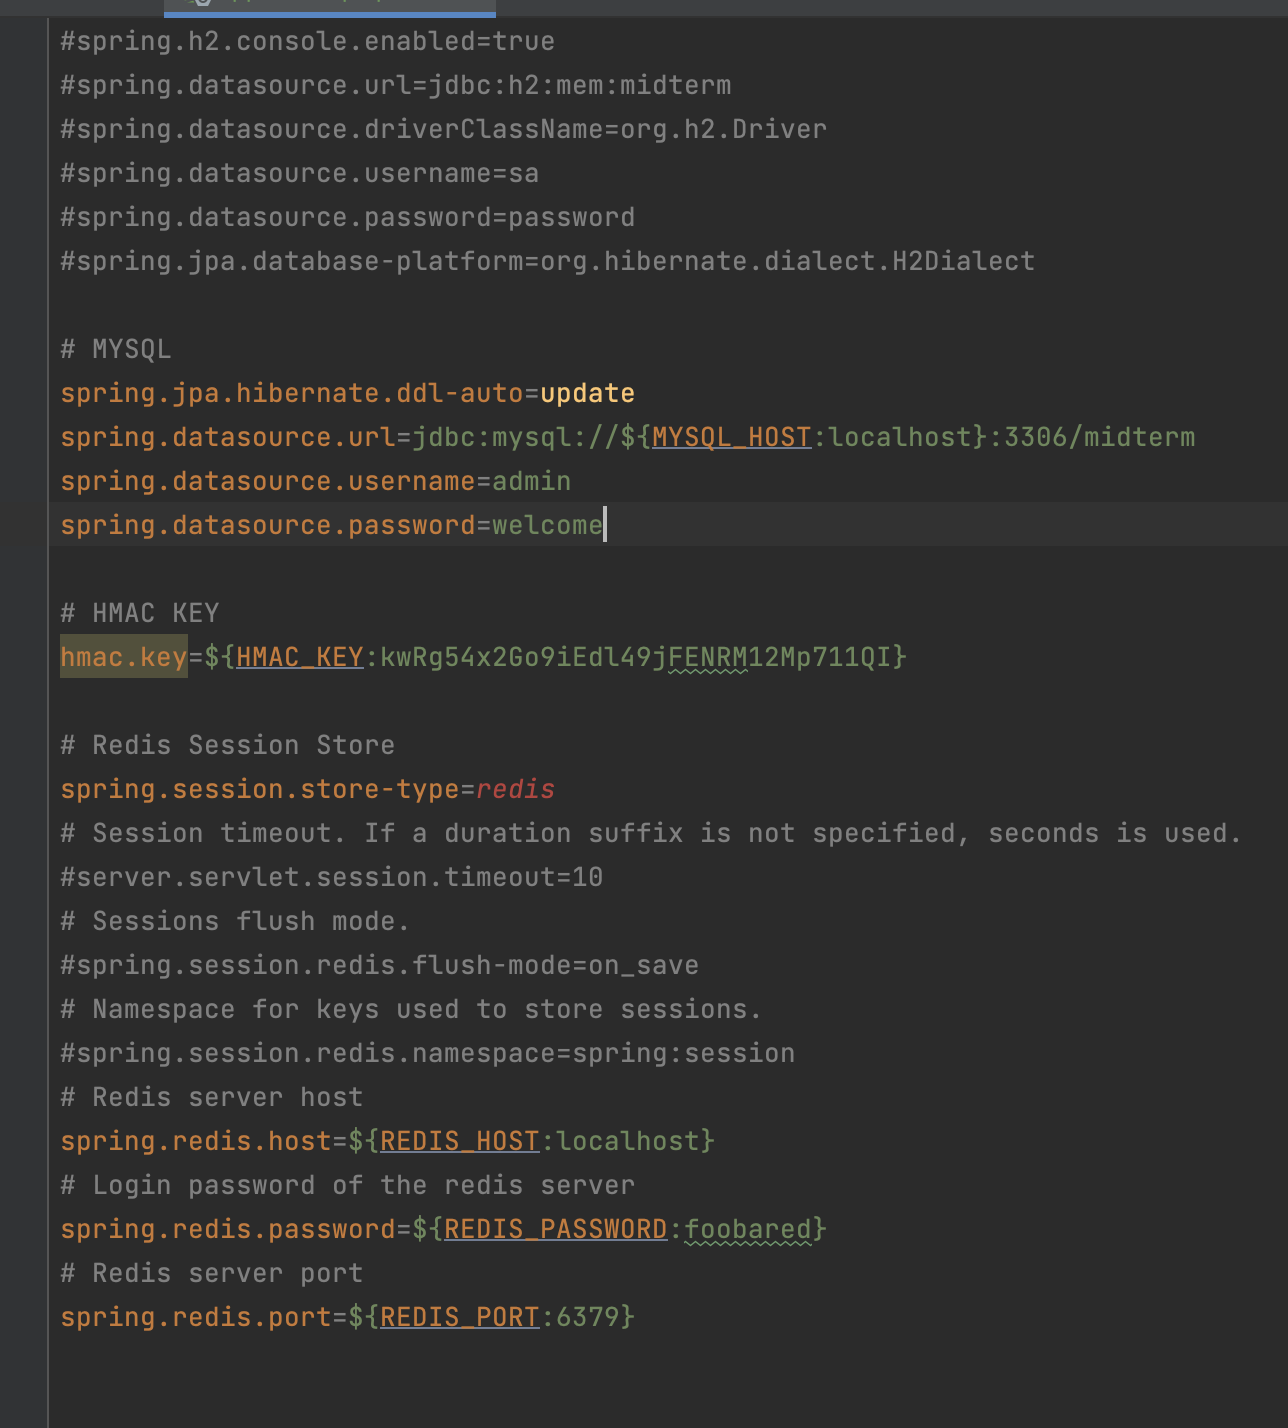 #spring.h2.console.enabled=true
#spring.datasource.url=jdbc:h2:mem:midterm
#spring.datasource.driverClassName=org.h2.Driver
#spring.datasource.username=sa
#spring.datasource.password=password
#spring.jpa.database-platform=org.hibernate.dialect.H2Dialect
# MYSQL
spring.jpa.hibernate.ddl-auto=update
spring.datasource.url=jdbc:mysql://${MYSQL_HOST:localhost}:3306/midterm
spring.datasource.username=admin
spring.datasource.password=welcome
# HMAC KEY
hmac.key=${HMAC_KEY:kwRg54x2Go9iEdl49jFENRM12Mp711QI}
# Redis Session Store
spring.session.store-type=redis
# Session timeout. If a duration suffix is not specified, seconds is used.
#server.servlet.session.timeout=10
# Sessions flush mode.
#spring.session.redis.flush-mode=on_save
# Namespace for keys used to store sessions.
#spring.session.redis.namespace=spring:session
# Redis server host
spring.redis.host=${REDIS_HOST:localhost}
# Login password of the redis server
spring.redis.password=${REDIS_PASSWORD:foobared}
# Redis server port
spring.redis.port=${REDIS_PORT:6379}